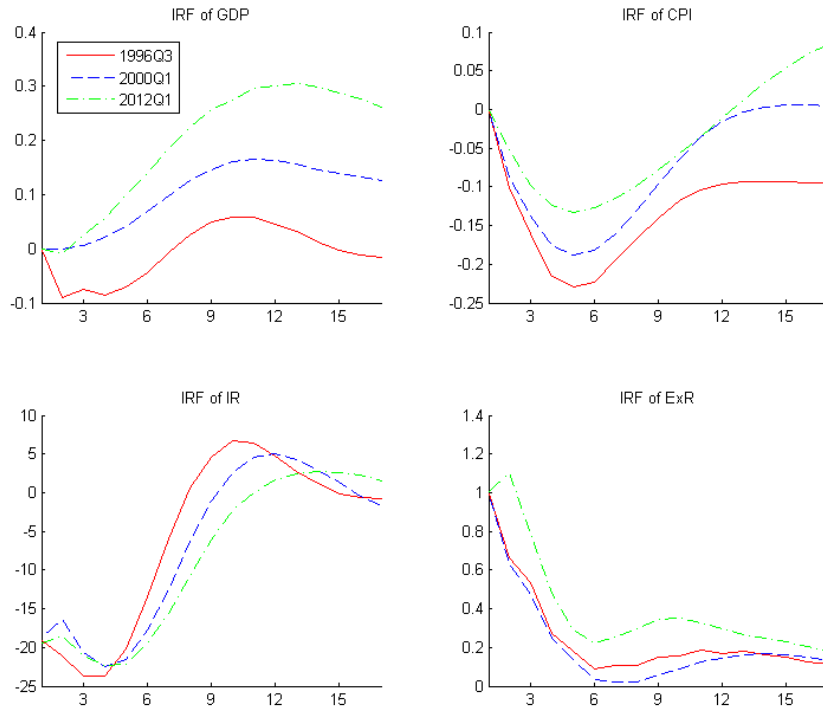 IRF of GDP
0.4
0.3
0.2
0.1
0
-0.1
3 6 9 12 15
1996Q3
2000Q1
2012Q1
IRF of CPI
0.1
0.05
0
-0.05
-0.1
-0.15
-0.2
-0.25
3 6 9 12 15
IRF of IR
10
5
0
-5
-10
-15
-20
-25
3 6 9 12 15
IRF of ExR
1.4
1.2
1
0.8
0.6
0.4
0.2
0
3 6 9 12 15